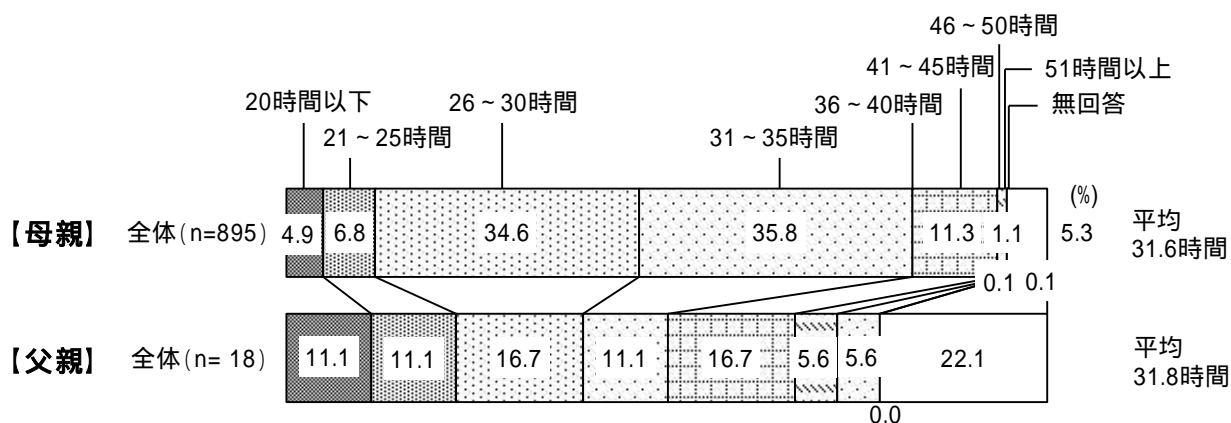 46~50時間
41~45時間 51時間以上
20時間以下 26~30時間 36~40時間 無回答
21~25時間 31~35時間
(%)
【母親】 全体(n=895) 4.9 6.8 34.6 35.8 11.3 1.1 5.3 平均
31.6時間
0.1 0.1
【父親】 全体(n= 18) 11.1 11.1 16.7 11.1 16.7 5.6 5.6 22.1 平均
31.8時間
0.0